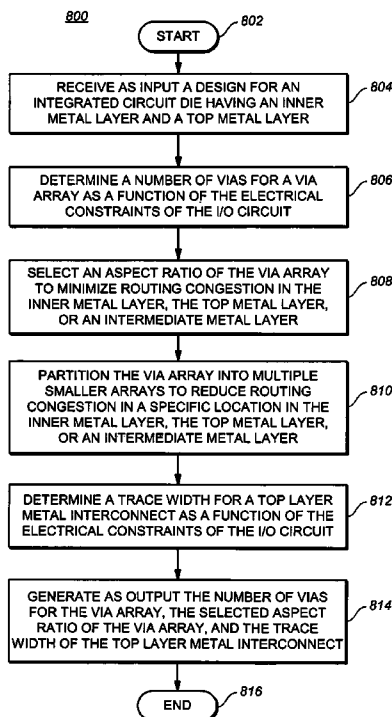 800
802
START
RECEIVE AS INPUT A DESIGN FOR AN
INTEGRATED CIRCUIT DIE HAVING AN INNER
METAL LAYER AND A TOP METAL LAYER
804
DETERMINE A NUMBER OF VIAS FOR A VIA
ARRAY AS A FUNCTION OF THE ELECTRICAL
CONSTRAINTS OF THE I/O CIRCUIT
806
SELECT AN ASPECT RATIO OF THE VIA ARRAY
TO MINIMIZE ROUTING CONGESTION IN THE
INNER METAL LAYER, THE TOP METAL LAYER,
OR AN INTERMEDIATE METAL LAYER
808
PARTITION THE VIA ARRAY INTO MULTIPLE
SMALLER ARRAYS TO REDUCE ROUTING
CONGESTION IN A SPECIFIC LOCATION IN THE
INNER METAL LAYER, THE TOP METAL LAYER,
OR AN INTERMEDIATE METAL LAYER
810
DETERMINE A TRACE WIDTH FOR A TOP LAYER
METAL INTERCONNECT AS A FUNCTION OF THE
ELECTRICAL CONSTRAINTS OF THE I/O CIRCUIT
812
GENERATE AS OUTPUT THE NUMBER OF VIAS
FOR THE VIA ARRAY, THE SELECTED ASPECT
RATIO OF THE VIA ARRAY, AND THE TRACE
WIDTH OF THE TOP LAYER METAL INTERCONNECT
814
END
816